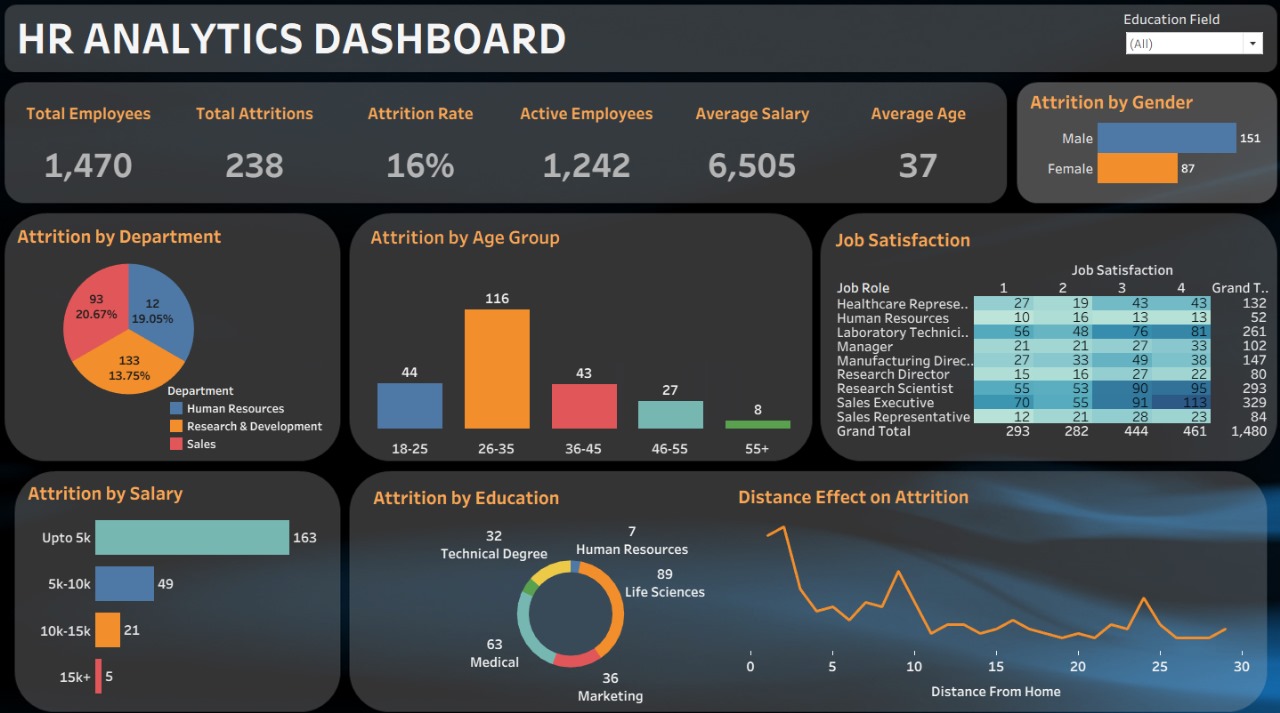 HR ANALYTICS DASHBOARD
Education Field
(All)
Total Employees
1,470
Total Attritions
238
Attrition Rate
16%
Active Employees
1,242
Average Salary
6,505
Average Age
37
Attrition by Gender
Male 151
Female 87
Attrition by Department
93
20.67%
12
19.05%
133
13.75%
Department
Human Resources
Research & Development
Sales
Attrition by Age Group
44
116
43
27
8
18-25 26-35 36-45 46-55 55+
Job Satisfaction
Job Satisfaction
Job Role 1 2 3 4 Grand T..
Healthcare Represe.. 27 19 43 43 132
Human Resources 10 16 13 13 52
Laboratory Technici.. 56 48 76 81 261
Manager 21 21 27 33 102
Manufacturing Direc.. 27 33 49 38 147
Research Director 15 16 27 22 80
Research Scientist 55 53 90 95 293
Sales Executive 70 55 91 113 329
Sales Representative 12 21 28 23 84
Grand Total 293 282 444 461 1,480
Attrition by Salary
Upto 5k 163
5k-10k 49
10k-15k 21
15k+ 5
Attrition by Education
32
Technical Degree
7
Human Resources
89
Life Sciences
63
Medical
36
Marketing
Distance Effect on Attrition
0 5 10 15 20 25 30
Distance From Home